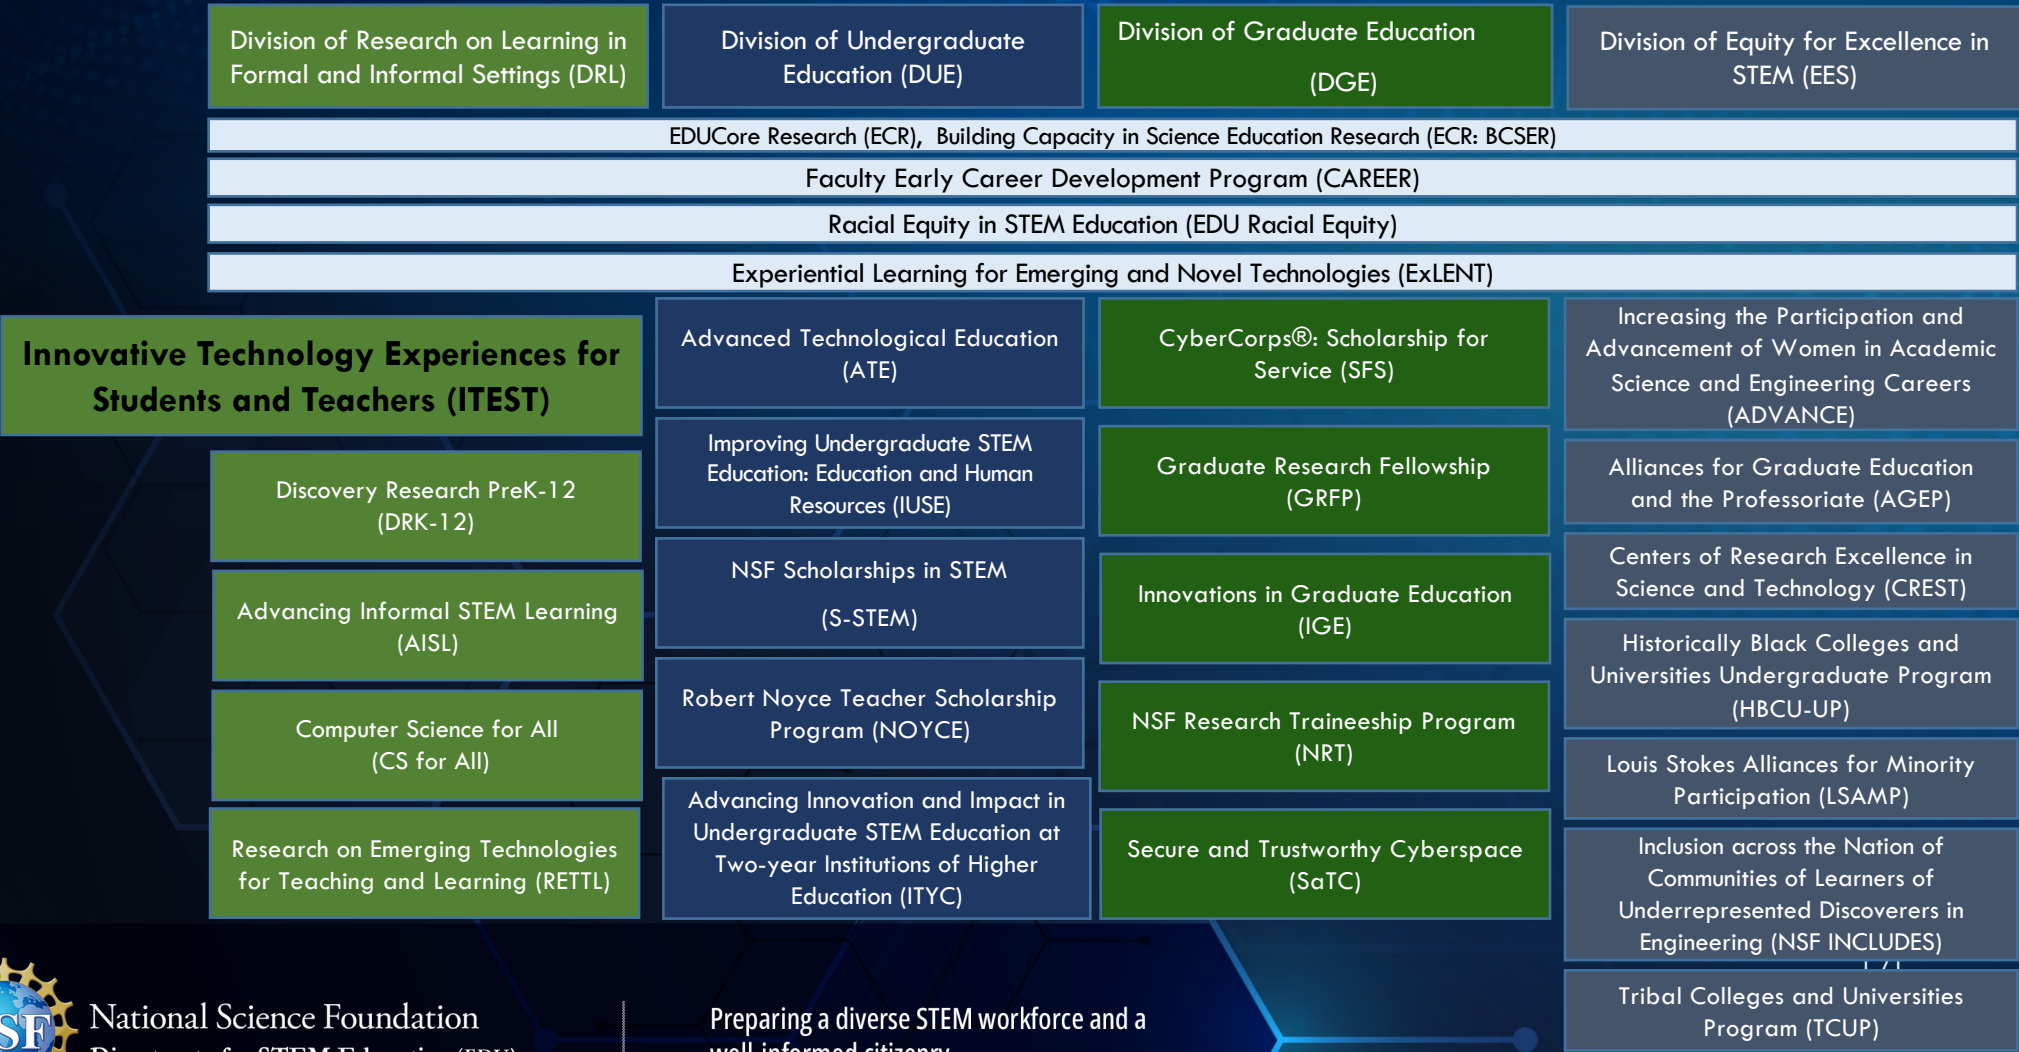 Division of Research on Learning in
Formal and Informal Settings (DRL)
Division of Undergraduate
Education (DUE)
Division of Graduate Education
(DGE)
Division of Equity for Excellence in
STEM (EES)
EDUCore Research (ECR), Building Capacity in Science Education Research (ECR: BCSER)
Faculty Early Career Development Program (CAREER)
Racial Equity in STEM Education (EDU Racial Equity)
Experiential Learning for Emerging and Novel Technologies (ExLENT)
Innovative Technology Experiences for
Students and Teachers (ITEST)
Discovery Research PreK-12
(DRK-12)
Advancing Informal STEM Learning
(AISL)
Computer Science for All
(CS for All)
Research on Emerging Technologies
for Teaching and Learning (RETTL)
Advanced Technological Education
(ATE)
Improving Undergraduate STEM
Education: Education and Human
Resources (IUSE)
NSF Scholarships in STEM
(S-STEM)
Robert Noyce Teacher Scholarship
Program (NOYCE)
Advancing Innovation and Impact in
Undergraduate STEM Education at
Two-year Institutions of Higher
Education (ITYC)
CyberCorps®: Scholarship for
Service (SFS)
Graduate Research Fellowship
(GRFP)
Innovations in Graduate Education
(IGE)
NSF Research Traineeship Program
(NRT)
Secure and Trustworthy Cyberspace
(SaTC)
Increasing the Participation and
Advancement of Women in Academic
Science and Engineering Careers
(ADVANCE)
Alliances for Graduate Education
and the Professoriate (AGEP)
Centers of Research Excellence in
Science and Technology (CREST)
Historically Black Colleges and
Universities Undergraduate Program
(HBCU-UP)
Louis Stokes Alliances for Minority
Participation (LSAMP)
Inclusion across the Nation of
Communities of Learners of
Underrepresented Discoverers in
Engineering (NSF INCLUDES)
Tribal Colleges and Universities
Program (TCUP)
National Science Foundation
Directorate for STEM Education (EDU)
Preparing a diverse STEM workforce and a
well-informed citizenry